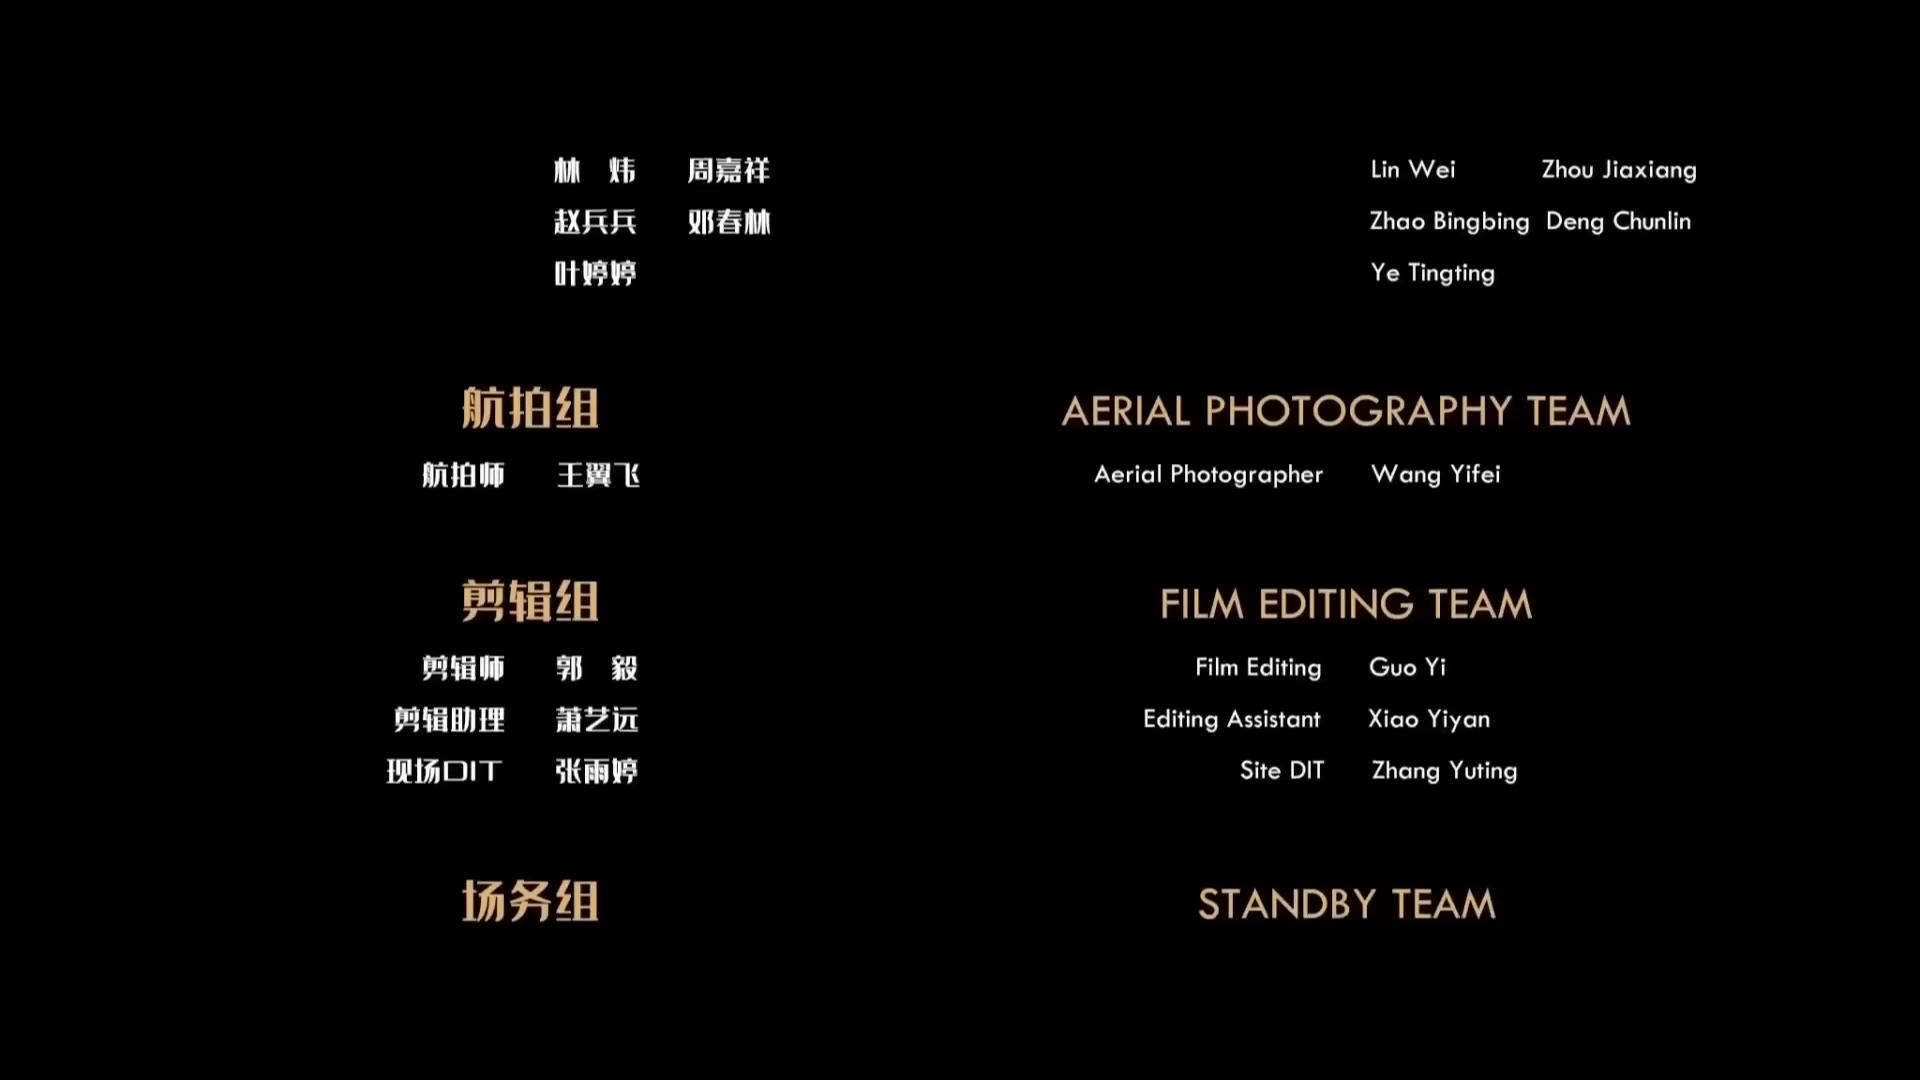 林 炜 周嘉祥 Lin Wei Zhou Jiaxiang
赵兵兵 邓春林 Zhao Bingbing Deng Chunlin
叶婷婷 Ye Tingting
航拍组 AERIAL PHOTOGRAPHY TEAM
航拍师 王翼飞 Aerial Photographer Wang Yifei
剪辑组 FILM EDITING TEAM
剪辑师 郭 毅 Film Editing Guo Yi
剪辑助理 萧艺远 Editing Assistant Xiao Yiyan
现场DIT 张雨婷 Site DIT Zhang Yuting
场务组 STANDBY TEAM